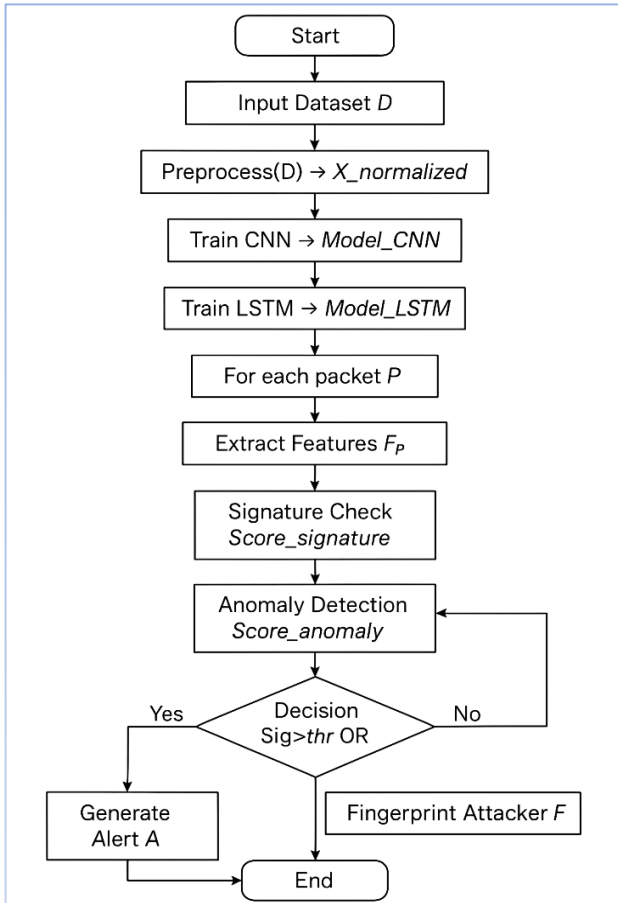 Start
Input Dataset D
Preprocess(D) → X_normalized
Train CNN → Model_CNN
Train LSTM → Model_LSTM
For each packet P
Extract Features Fₚ
Signature Check
Score_signature
Anomaly Detection
Score_anomaly
Yes
Decision
Sig>thr OR
No
Generate
Alert A
Fingerprint Attacker F
End